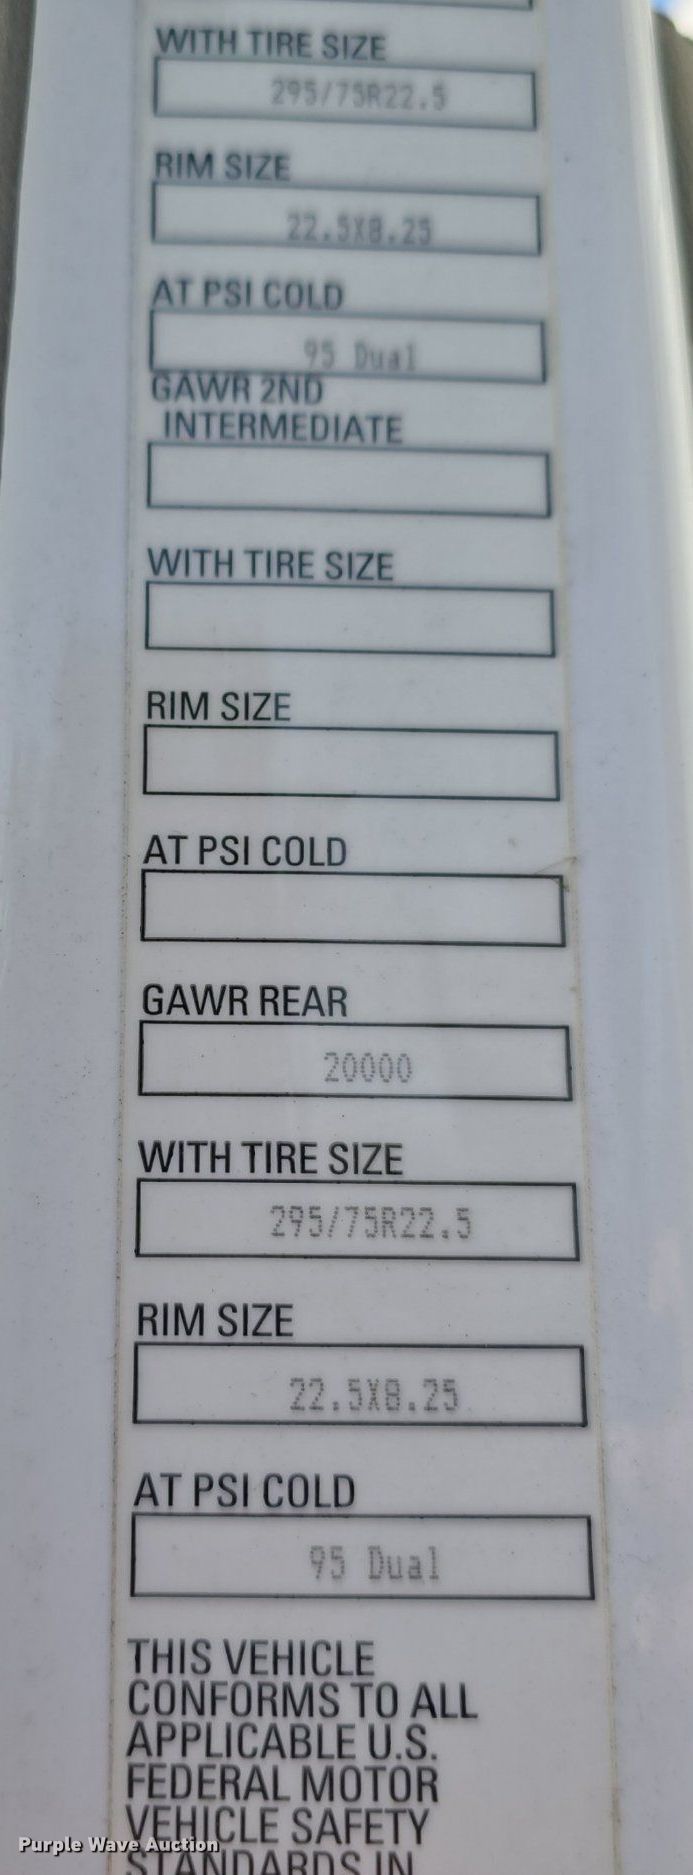 WITH TIRE SIZE
295/75R22.5
RIM SIZE
22.5X8.25
AT PSI COLD
95 Dual
GAWR 2ND
INTERMEDIATE
WITH TIRE SIZE
RIM SIZE
AT PSI COLD
GAWR REAR
20000
WITH TIRE SIZE
295/75R22.5
RIM SIZE
22.5X8.25
AT PSI COLD
95 Dual
THIS VEHICLE
CONFORMS TO ALL
APPLICABLE U.S.
FEDERAL MOTOR
VEHICLE SAFETY
STANDARDS IN
Purple Wave Auction